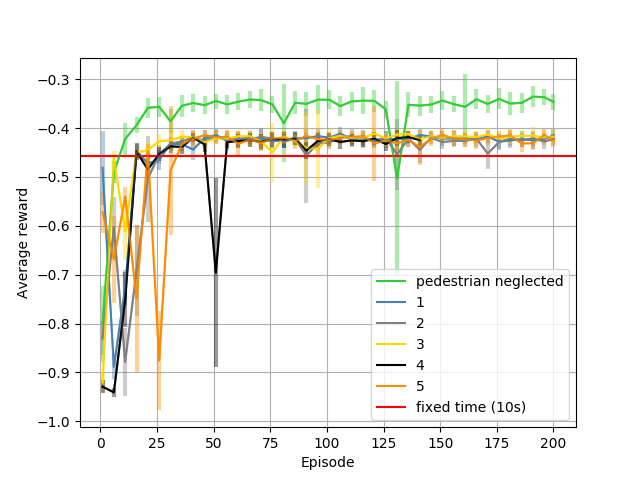 −0.3
−0.4
−0.5
−0.6
−0.7
−0.8
−0.9
−1.0
Average reward
pedestrian neglected
1
2
3
4
5
fixed time (10s)
0 25 50 75 100 125 150 175 200
Episode